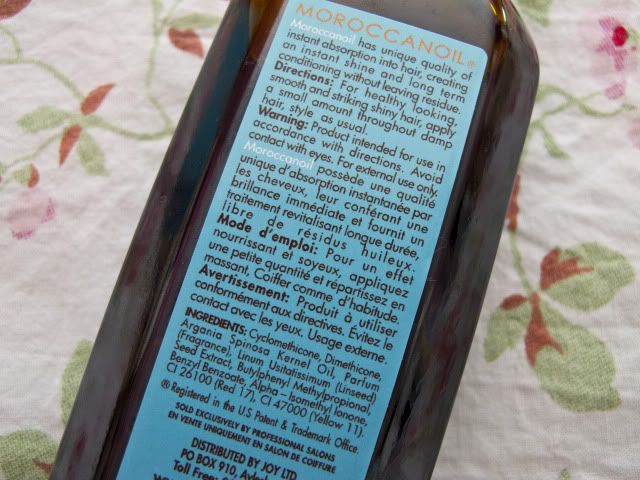 MOROCCANOIL®
Moroccanoil has unique quality of
instant absorption into hair, creating
an instant shine and long term
conditioning without leaving residue.
Directions: For healthy looking,
smooth and striking shiny hair, apply
a small amount throughout damp
hair, style as usual.
Warning: Product intended for use in
accordance with directions. Avoid
contact with eyes. For external use only.
Moroccanoil possède une qualité
unique d'absorption instantanée par
les cheveux, leur conférant une
brillance immédiate et fournit un
traitement revitalisant longue durée,
libre de résidus huileux.
Mode d'emploi: Pour un effet
nourrissant et soyeux, appliquez
une petite quantité et répartissez en
massant, Coiffer comme d'habitude.
Avertissement: Produit à utiliser
conformément aux directives. Évitez le
contact avec les yeux. Usage externe.
INGREDIENTS: Cyclomethicone, Dimethicone,
Argania Spinosa Kernel Oil, Parfum
(Fragrance), Linum Usitatissimum (Linseed)
Seed Extract, Butylphenyl Methylpropional,
Benzyl Benzoate, Alpha - Isomethyl Ionone,
CI 26100 (Red 17), CI 47000 (Yellow 11).
® Registered in the U.S Patent & Trademark Office.
SOLD EXCLUSIVELY BY PROFESSIONAL SALONS
EN VENTE UNIQUEMENT EN SALON DE COIFFURE
DISTRIBUTED BY JOY LTD
PO BOX 910,
Toll Free: